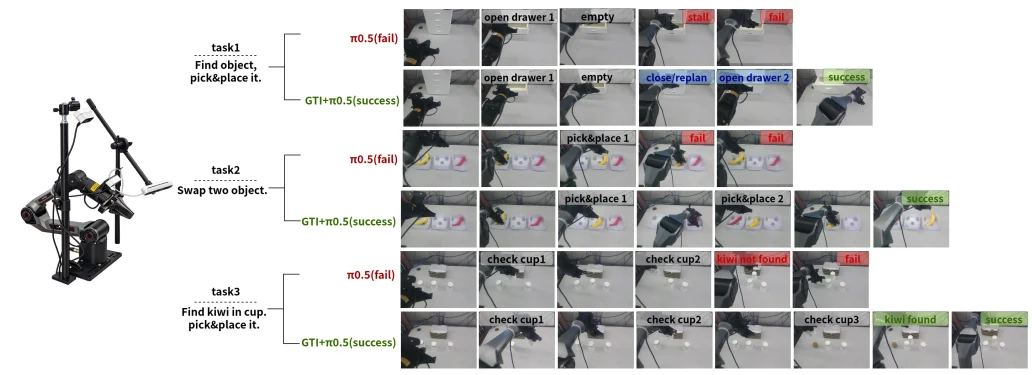 task1
Find object,
pick&place it.
π0.5(fail)
open drawer 1
empty
stall
fail
GTI+π0.5(success)
open drawer 1
empty
close/replan
open drawer 2
success
task2
Swap two object.
π0.5(fail)
pick&place 1
fail
fail
GTI+π0.5(success)
pick&place 1
pick&place 2
success
task3
Find kiwi in cup.
pick&place it.
π0.5(fail)
check cup1
check cup2
kiwi not found
fail
GTI+π0.5(success)
check cup1
check cup2
check cup3
kiwi found
success